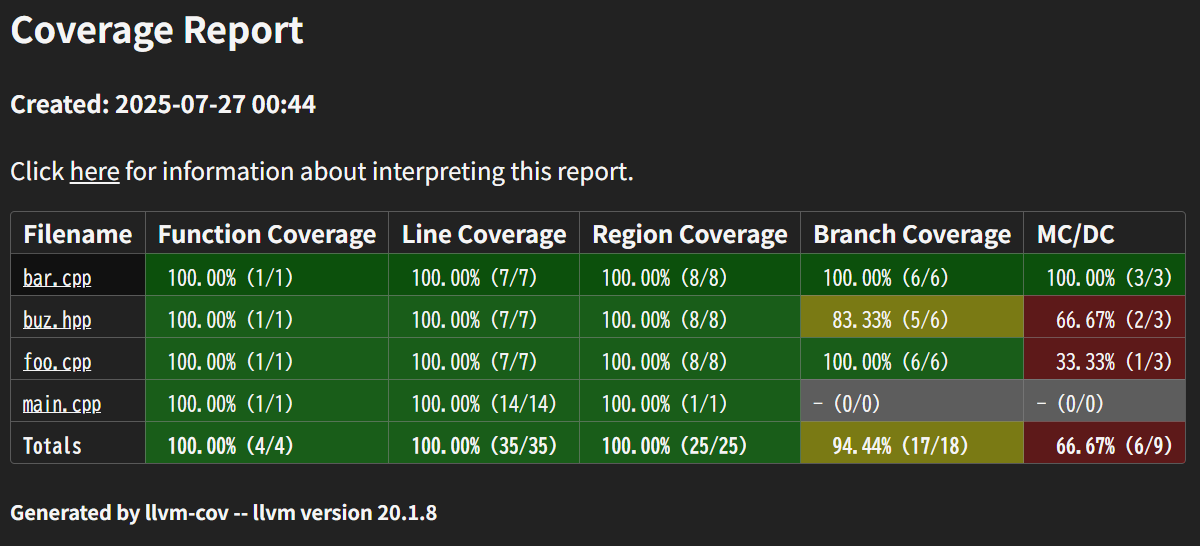 Coverage Report
Created: 2025-07-27 00:44
Click here for information about interpreting this report.
Filename Function Coverage Line Coverage Region Coverage Branch Coverage MC/DC
bar.cpp 100.00% (1/1) 100.00% (7/7) 100.00% (8/8) 100.00% (6/6) 100.00% (3/3)
buz.hpp 100.00% (1/1) 100.00% (7/7) 100.00% (8/8) 83.33% (5/6) 66.67% (2/3)
foo.cpp 100.00% (1/1) 100.00% (7/7) 100.00% (8/8) 100.00% (6/6) 33.33% (1/3)
main.cpp 100.00% (1/1) 100.00% (14/14) 100.00% (1/1) - (0/0) - (0/0)
Totals 100.00% (4/4) 100.00% (35/35) 100.00% (25/25) 94.44% (17/18) 66.67% (6/9)
Generated by llvm-cov -- llvm version 20.1.8